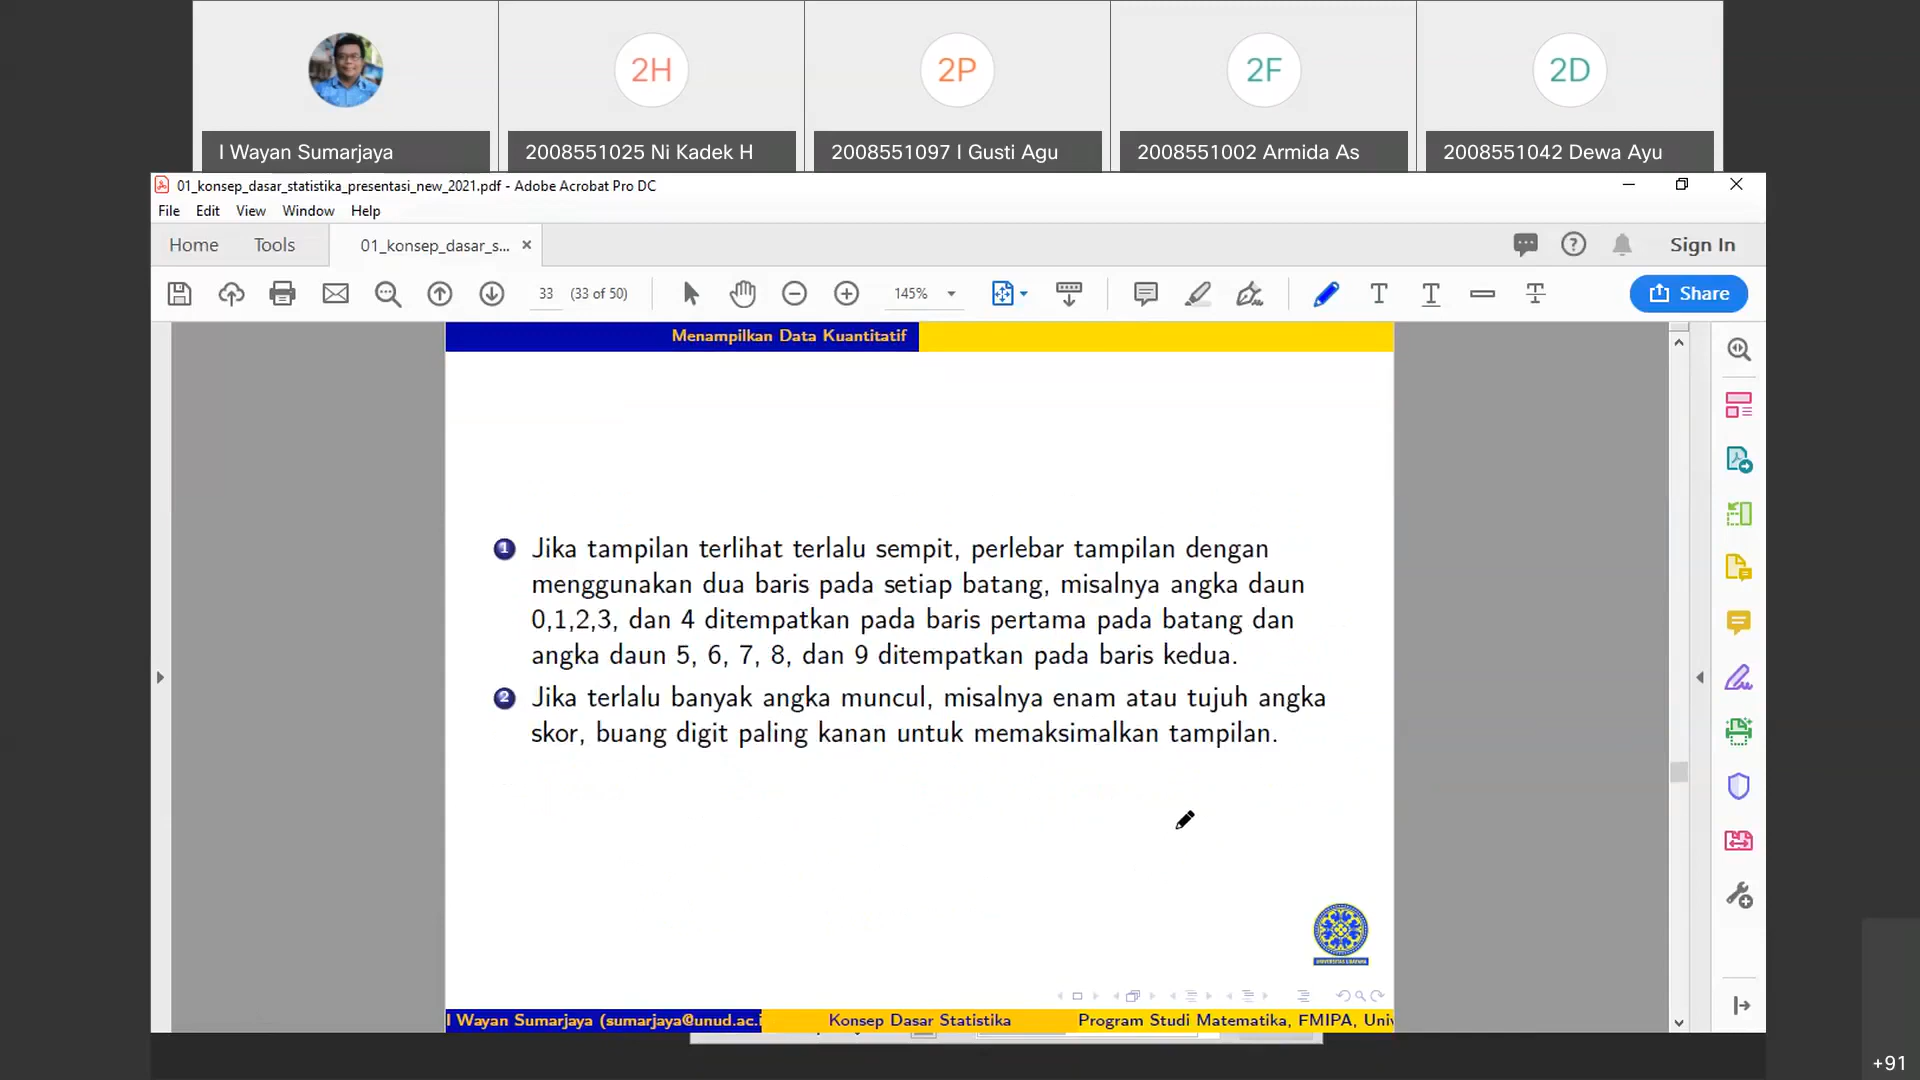 2H
2P
2F
2D
I Wayan Sumarjaya
2008551025 Ni Kadek H
2008551097 I Gusti Agu
2008551002 Armida As
2008551042 Dewa Ayu
01_konsep_dasar_statistika_presentasi_new_2021.pdf - Adobe Acrobat Pro DC
File Edit View Window Help
Home Tools 01_konsep_dasar_s... Sign In
33 (33 of 50) 145% Share
Menampilkan Data Kuantitatif
1 Jika tampilan terlihat terlalu sempit, perlebar tampilan dengan
menggunakan dua baris pada setiap batang, misalnya angka daun
0,1,2,3, dan 4 ditempatkan pada baris pertama pada batang dan
angka daun 5, 6, 7, 8, dan 9 ditempatkan pada baris kedua.
2 Jika terlalu banyak angka muncul, misalnya enam atau tujuh angka
skor, buang digit paling kanan untuk memaksimalkan tampilan.
UNIVERSITAS UDAYANA
I Wayan Sumarjaya (sumarjaya@unud.ac.i Konsep Dasar Statistika Program Studi Matematika, FMIPA, Univ
+91